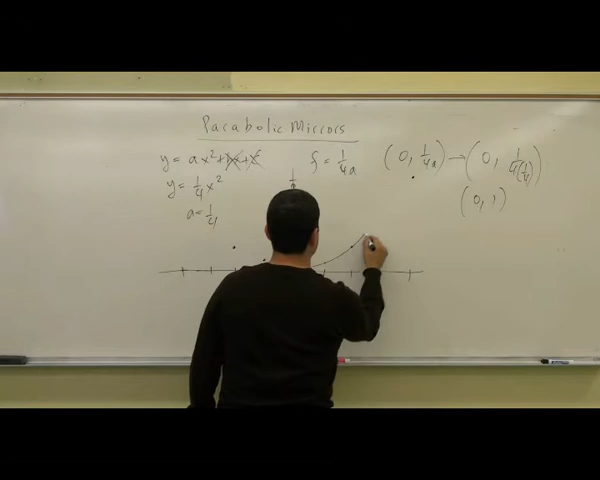 Parabolic Mirrors
y = ax² + bx + c f = 1/4a (0, 1/4a) → (0, 1/4(1/4))
y = 1/4 x² (0, 1)
a = 1/4